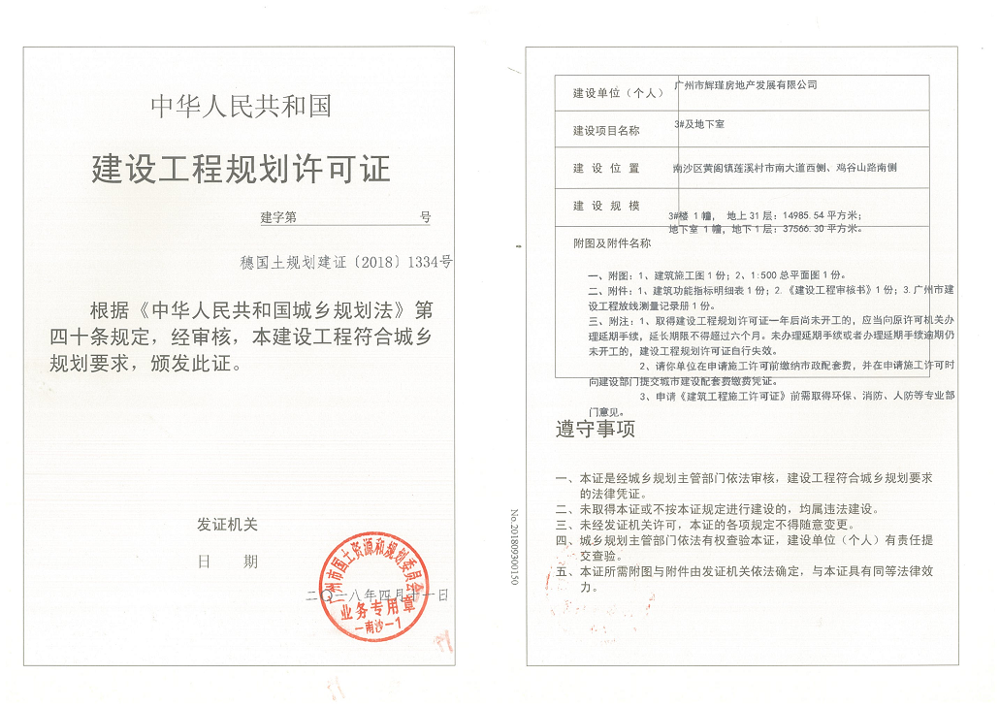 中华人民共和国
建设工程规划许可证
建字第 号
穗国土规划建证〔2018〕1334号
根据《中华人民共和国城乡规划法》第
四十条规定，经审核，本建设工程符合城乡
规划要求，颁发此证。
发证机关
日 期
二〇一八年四月十一日
广州市国土资源和规划委员会
业务专用章
—南沙—1
建设单位（个人） 广州市辉瑾房地产发展有限公司
建设项目名称 3#及地下室
建设位置 南沙区黄阁镇莲溪村市南大道西侧、鸡谷山路南侧
建设规模 3#楼 1幢， 地上31层：14985.54平方米；
地下室 1幢，地下1层：37566.30平方米。
附图及附件名称
一、附图：1、建筑施工图1份；2、1:500总平面图1份。
二、附件：1、建筑功能指标明细表1份；2.《建设工程审核书》1份；3.广州市建
设工程放线测量记录册1份。
三、附注：1、取得建设工程规划许可证一年后尚未开工的，应当向原许可机关办
理延期手续，延长期限不得超过六个月。未办理延期手续或者办理延期手续逾期仍
未开工的，建设工程规划许可证自行失效。
2、请你单位在申请施工许可前缴纳市政配套费，并在申请施工许可时
向建设部门提交城市建设配套费缴费凭证。
3、申请《建筑工程施工许可证》前需取得环保、消防、人防等专业部
门意见。
遵守事项
一、本证是经城乡规划主管部门依法审核，建设工程符合城乡规划要求
的法律凭证。
二、未取得本证或不按本证规定进行建设的，均属违法建设。
三、未经发证机关许可，本证的各项规定不得随意变更。
四、城乡规划主管部门依法有权查验本证，建设单位（个人）有责任提
交查验。
五、本证所需附图与附件由发证机关依法确定，与本证具有同等法律效
力。
No.201809300150